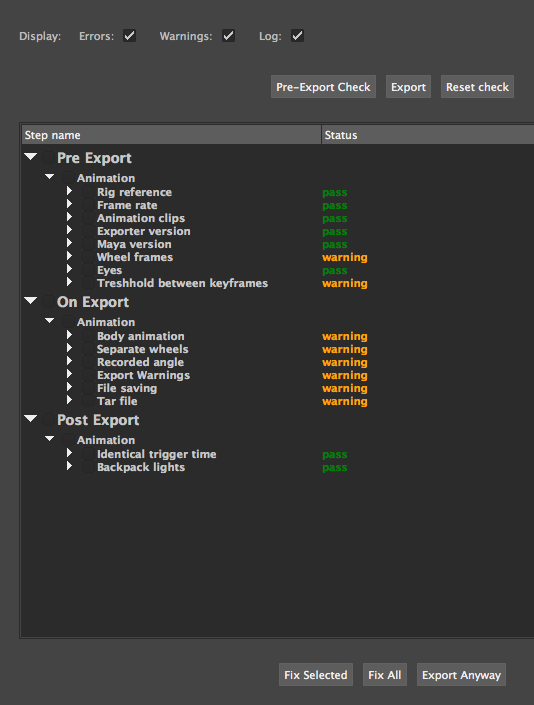 Display: Errors: Warnings: Log:
Pre-Export Check Export Reset check
Step name Status
Pre Export
Animation
Rig reference pass
Frame rate pass
Animation clips pass
Exporter version pass
Maya version pass
Wheel frames warning
Eyes pass
Treshhold between keyframes warning
On Export
Animation
Body animation warning
Separate wheels warning
Recorded angle warning
Export Warnings warning
File saving warning
Tar file warning
Post Export
Animation
Identical trigger time pass
Backpack lights pass
Fix Selected Fix All Export Anyway